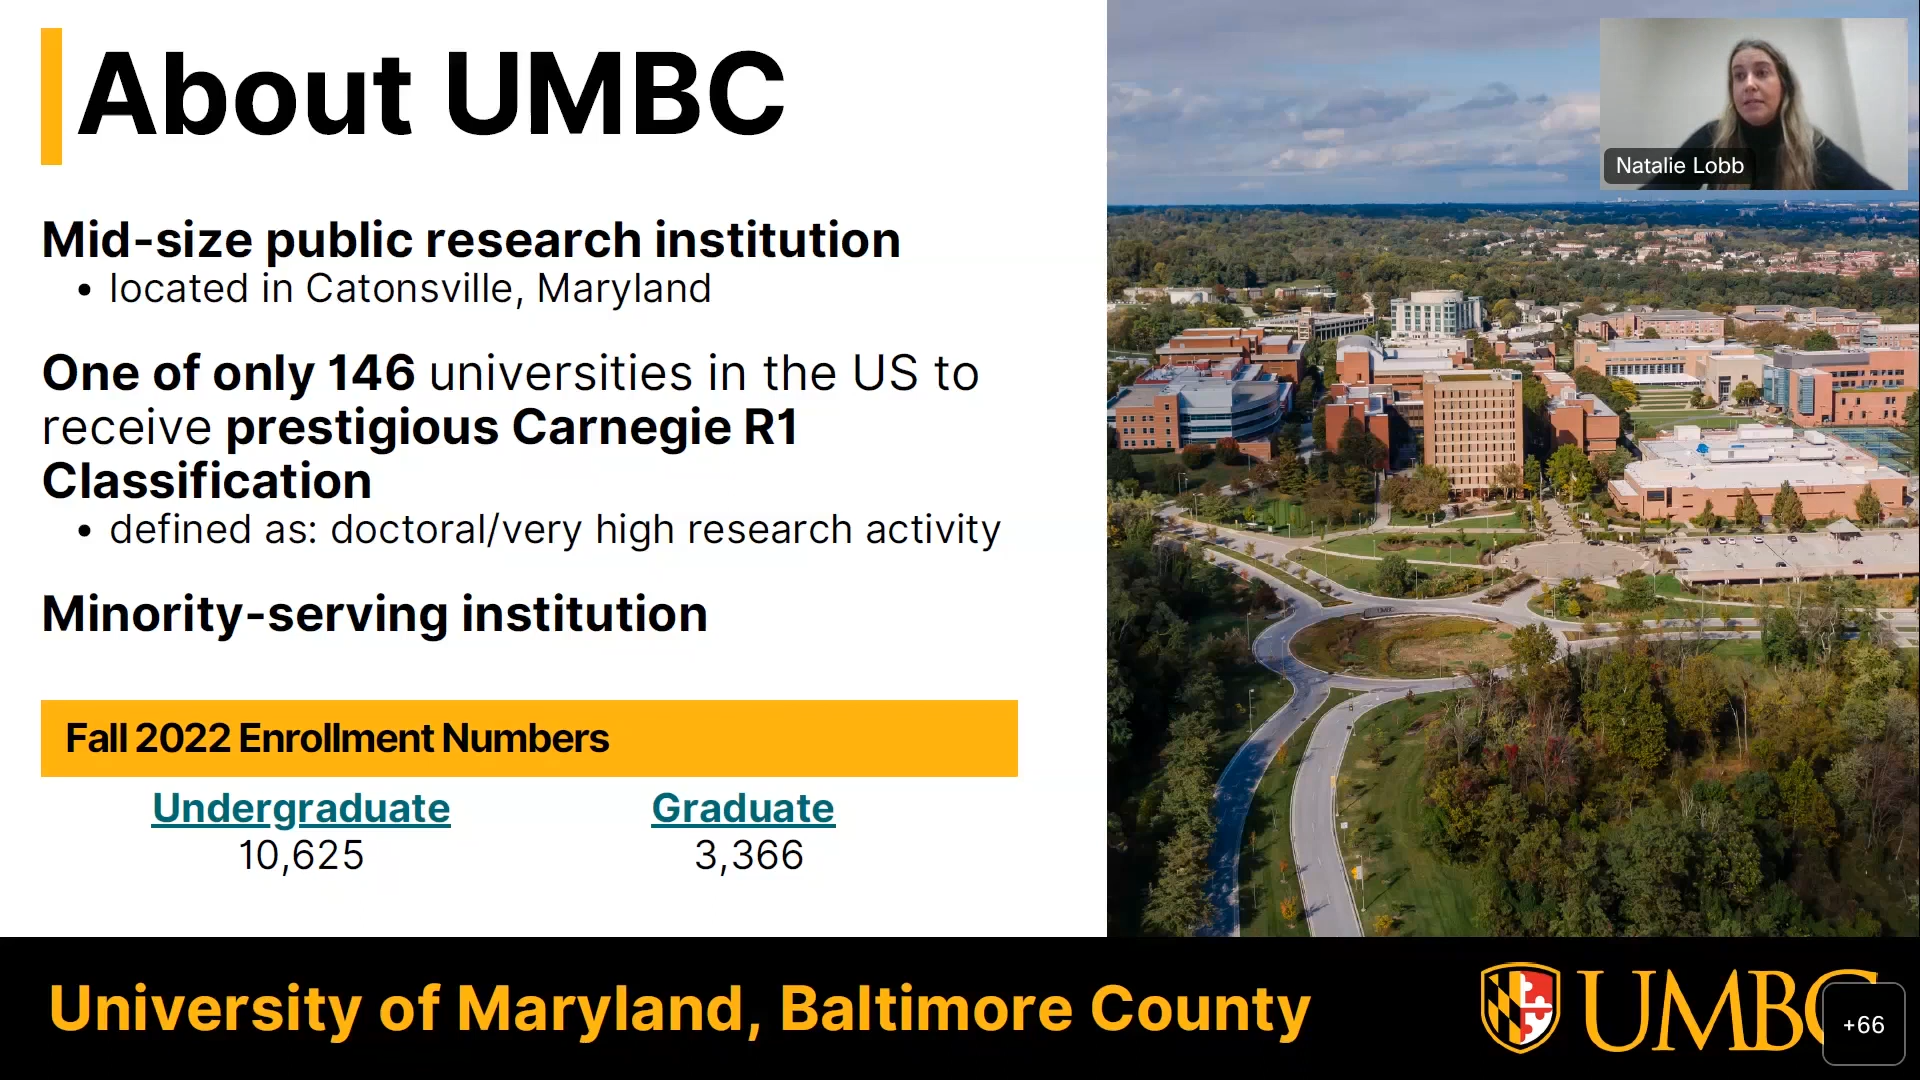 About UMBC
Natalie Lobb
Mid-size public research institution
• located in Catonsville, Maryland
One of only 146 universities in the US to
receive prestigious Carnegie R1
Classification
• defined as: doctoral/very high research activity
Minority-serving institution
Fall 2022 Enrollment Numbers
Undergraduate Graduate
10,625 3,366
University of Maryland, Baltimore County
UMBC
+66